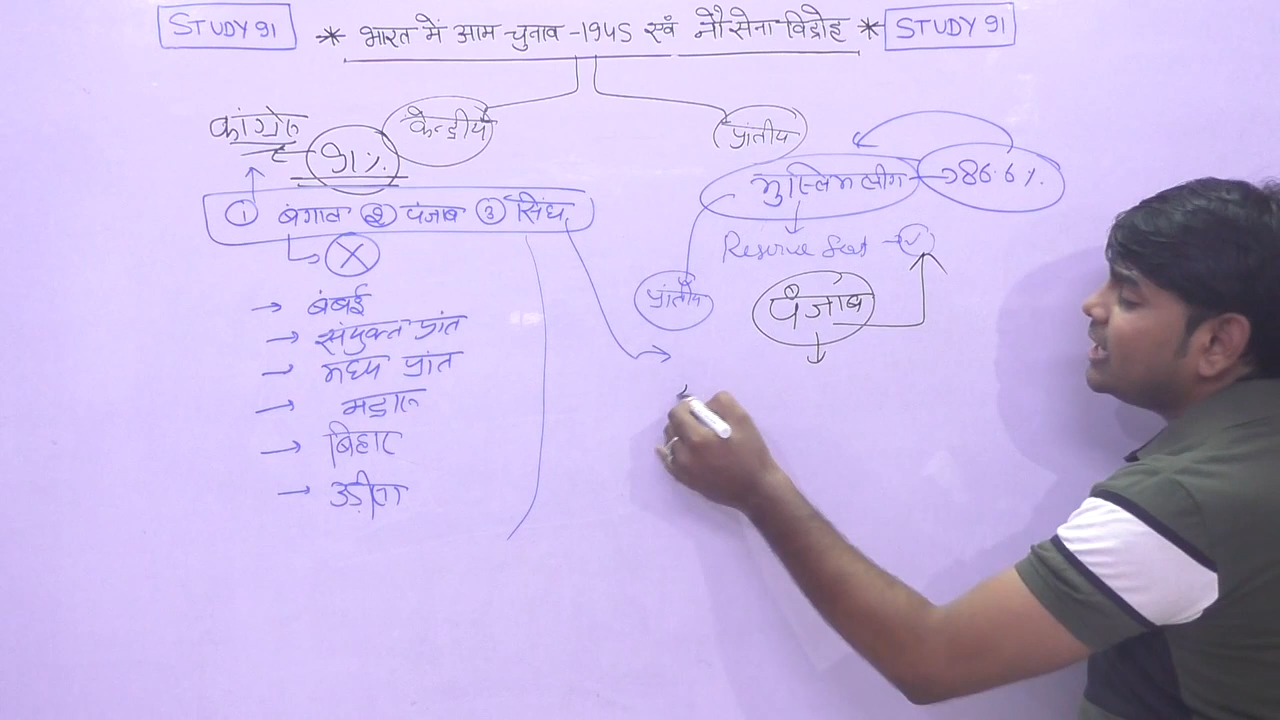 STUDY 91
* भारत में आम चुनाव -1945 एवं नौसेना विद्रोह *
STUDY 91
कांग्रेस
91%
केन्द्रीय
प्रांतीय
मुस्लिम लीग → 86.6%
① बंगाल ② पंजाब ③ सिंध
Reserve Seat
प्रांतीय
पंजाब
→ बंबई
→ संयुक्त प्रांत
→ मध्य प्रांत
→ मद्रास
→ बिहार
→ उड़ीसा